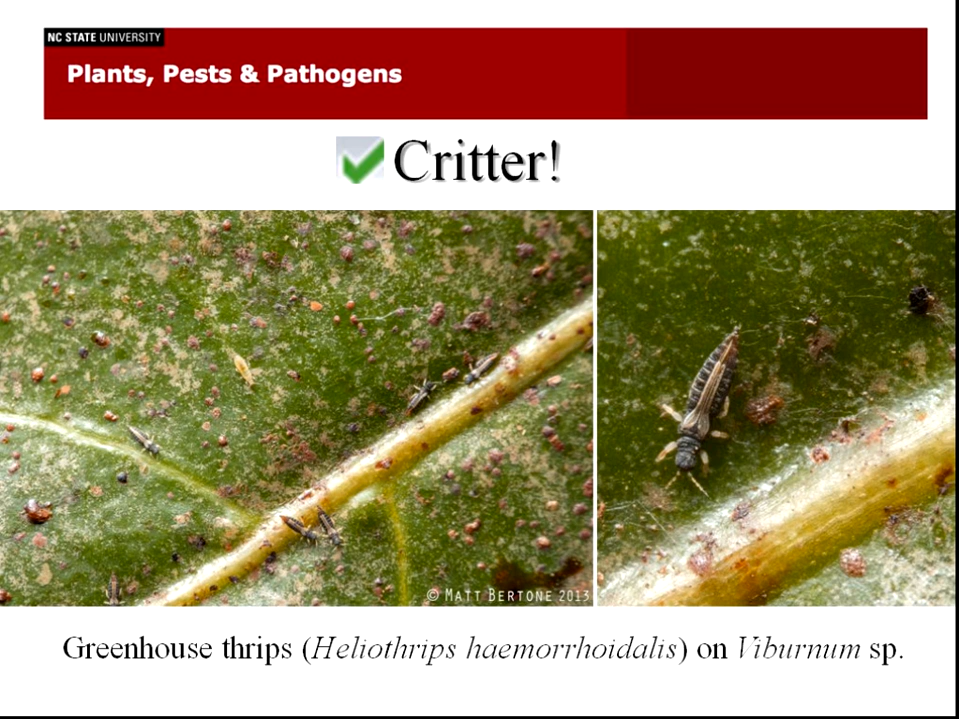 NC STATE UNIVERSITY
Plants, Pests & Pathogens
Critter!
© MATT BERTONE 2013
Greenhouse thrips (Heliothrips haemorrhoidalis) on Viburnum sp.